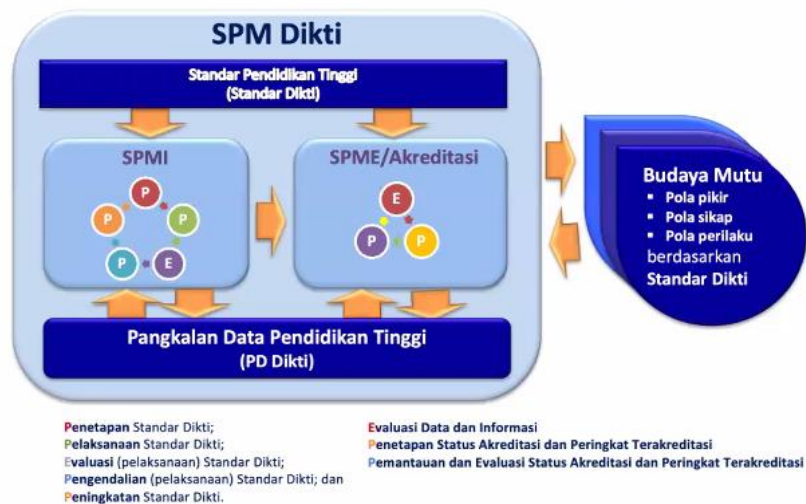 SPM Dikti
Standar Pendidikan Tinggi
(Standar Dikti)
SPMI
P
P
P
P
E
SPME/Akreditasi
E
P
P
Pangkalan Data Pendidikan Tinggi
(PD Dikti)
Budaya Mutu
▪ Pola pikir
▪ Pola sikap
▪ Pola perilaku
berdasarkan
Standar Dikti
Penetapan Standar Dikti;
Pelaksanaan Standar Dikti;
Evaluasi (pelaksanaan) Standar Dikti;
Pengendalian (pelaksanaan) Standar Dikti; dan
Peningkatan Standar Dikti.
Evaluasi Data dan Informasi
Penetapan Status Akreditasi dan Peringkat Terakreditasi
Pemantauan dan Evaluasi Status Akreditasi dan Peringkat Terakreditasi